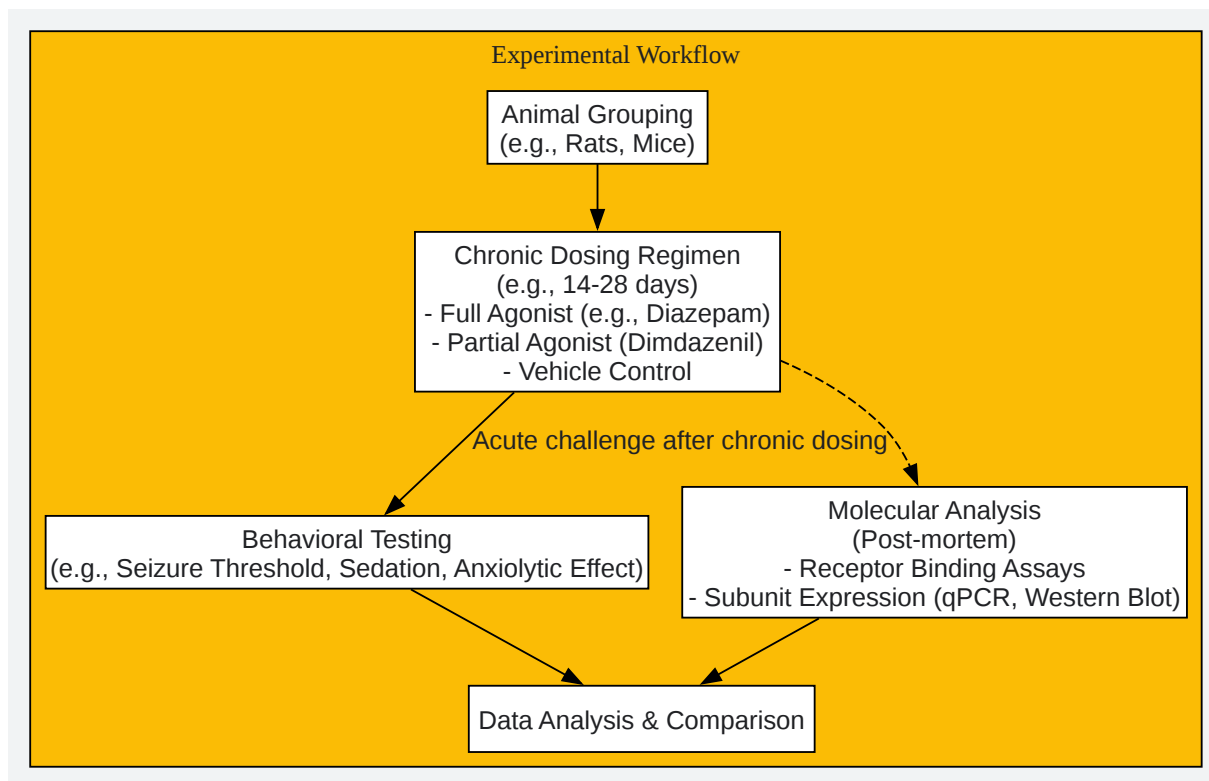 Experimental Workflow
Animal Grouping
(e.g., Rats, Mice)
Chronic Dosing Regimen
(e.g., 14-28 days)
- Full Agonist (e.g., Diazepam)
- Partial Agonist (Dimdazenil)
- Vehicle Control
Acute challenge after chronic dosing
Behavioral Testing
(e.g., Seizure Threshold, Sedation, Anxiolytic Effect)
Molecular Analysis
(Post-mortem)
- Receptor Binding Assays
- Subunit Expression (qPCR, Western Blot)
Data Analysis & Comparison